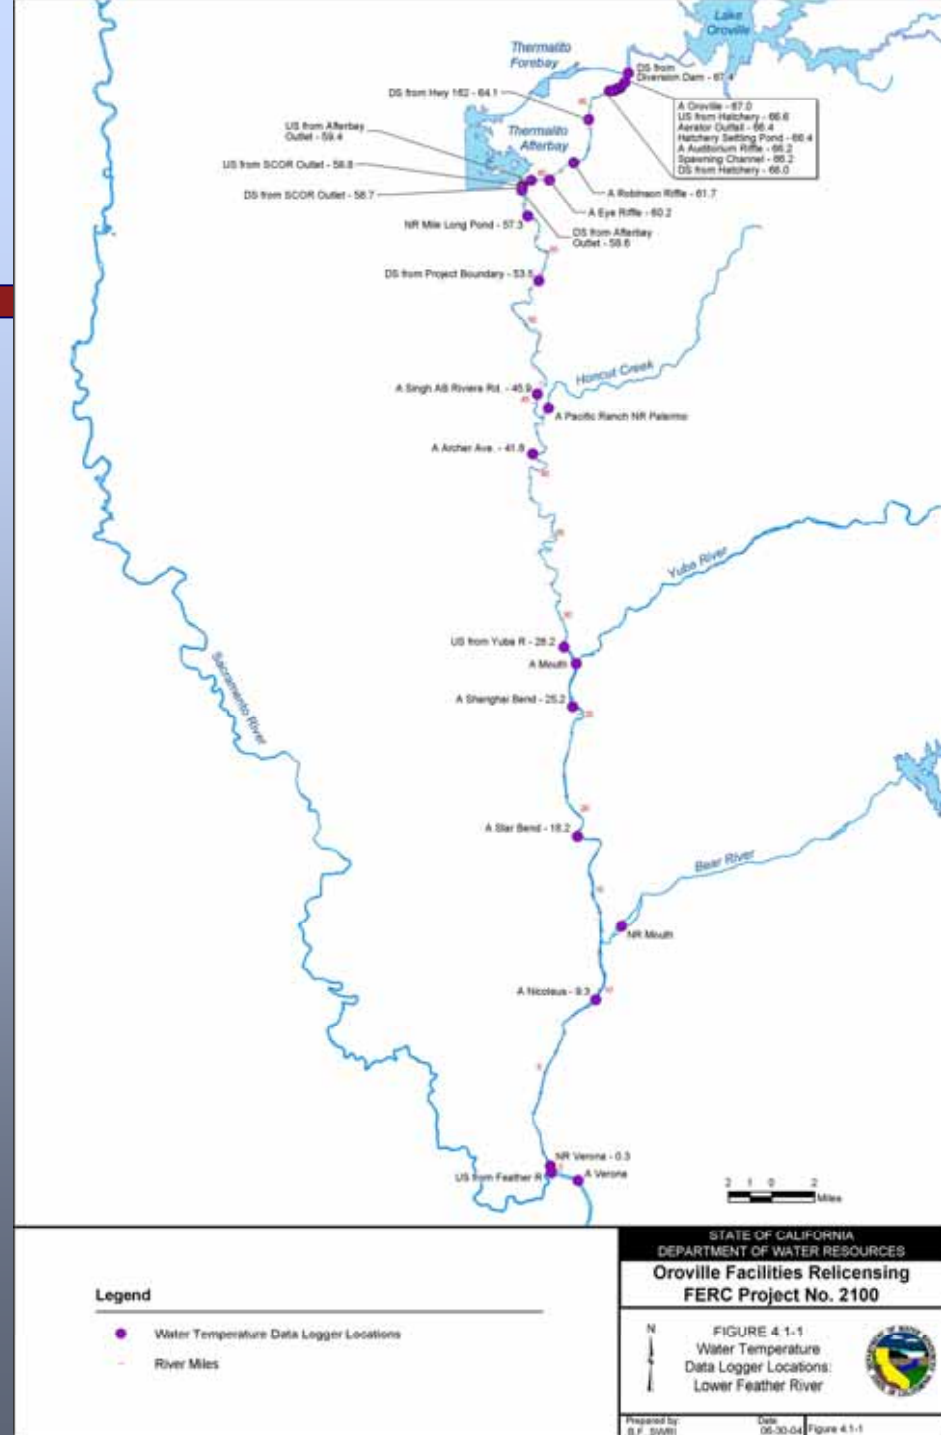 Lake
Oroville
Thermalito
Forebay
DS from
Diversion Dam - 67.4
DS from Hwy 162 - 64.1
A Oroville - 67.0
US from Hatchery - 66.6
Aerator Outfall - 66.4
Hatchery Settling Pond - 66.4
A Auditorium Riffle - 66.2
Spawning Channel - 66.2
DS from Hatchery - 66.0
US from Afterbay
Outlet - 59.4
Thermalito
Afterbay
US from SCOR Outlet - 58.8
DS from SCOR Outlet - 58.7
A Robinson Riffle - 61.7
A Eye Riffle - 60.2
NR Mile Long Pond - 57.3
DS from Afterbay
Outlet - 58.6
DS from Project Boundary - 53.5
Honcut Creek
A Singh AB Riviera Rd. - 45.9
A Pacific Ranch NR Palermo
A Archer Ave. - 41.8
Yuba River
US from Yuba R - 28.2
A Mouth
A Shanghai Bend - 25.2
Sacramento River
A Star Bend - 18.2
Bear River
NR Mouth
A Nicolaus - 9.3
NR Verona - 0.3
US from Feather R
A Verona
2 1 0 2
Miles
STATE OF CALIFORNIA
DEPARTMENT OF WATER RESOURCES
Oroville Facilities Relicensing
FERC Project No. 2100
Legend
Water Temperature Data Logger Locations
River Miles
N
FIGURE 4.1-1
Water Temperature
Data Logger Locations:
Lower Feather River
Prepared by:
Date
06-30-04
Figure 4.1-1